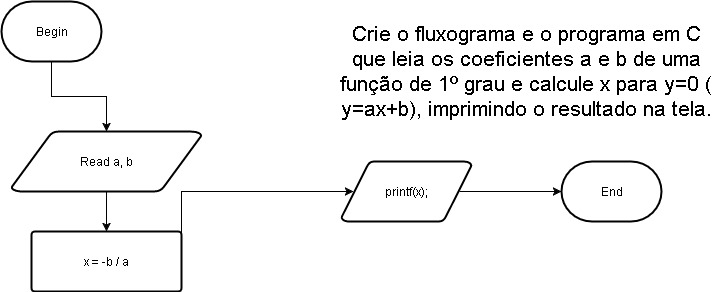 Begin
Crie o fluxograma e o programa em C
que leia os coeficientes a e b de uma
função de 1º grau e calcule x para y=0 (
y=ax+b), imprimindo o resultado na tela.
Read a, b
printf(x);
End
x = -b / a